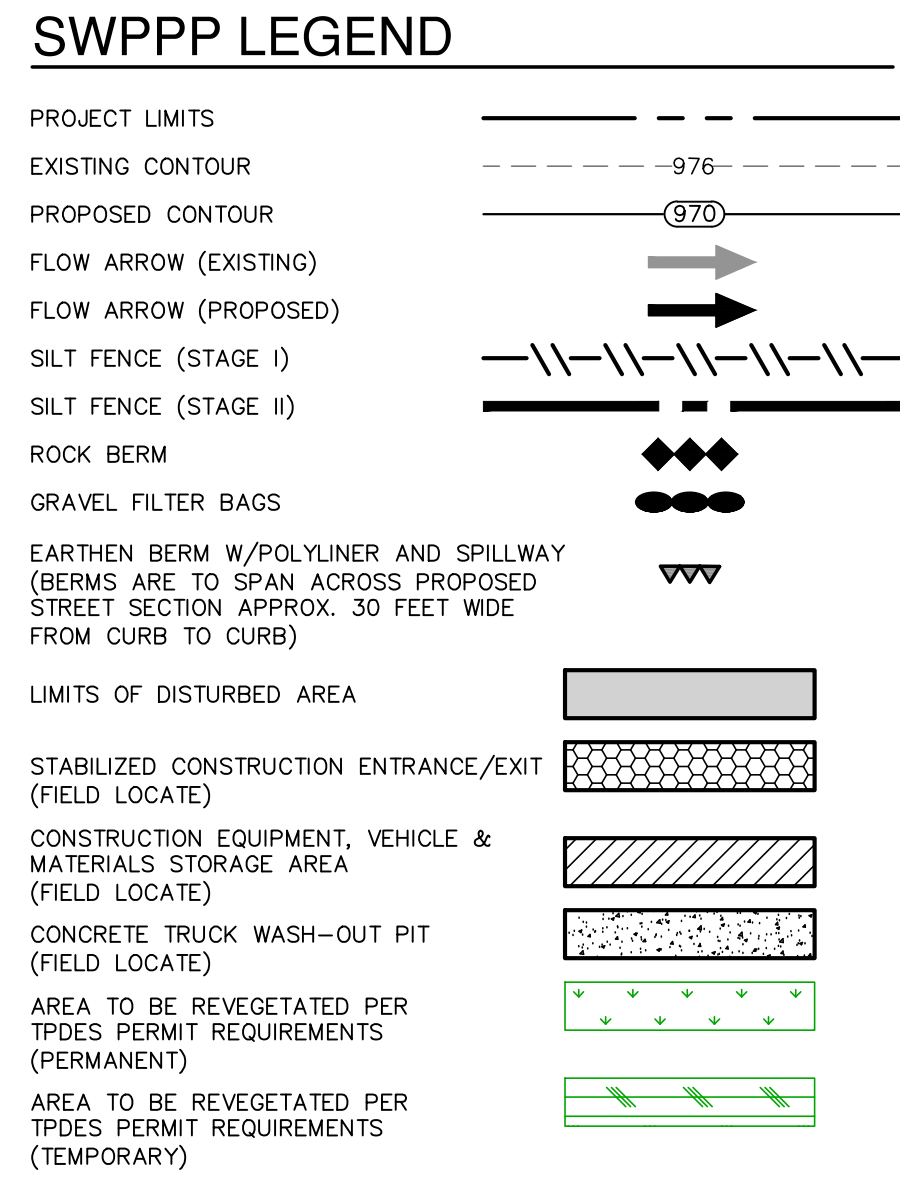 SWPPP LEGEND
PROJECT LIMITS
EXISTING CONTOUR 976
PROPOSED CONTOUR 970
FLOW ARROW (EXISTING)
FLOW ARROW (PROPOSED)
SILT FENCE (STAGE I)
SILT FENCE (STAGE II)
ROCK BERM
GRAVEL FILTER BAGS
EARTHEN BERM W/POLYLINER AND SPILLWAY
(BERMS ARE TO SPAN ACROSS PROPOSED
STREET SECTION APPROX. 30 FEET WIDE
FROM CURB TO CURB)
LIMITS OF DISTURBED AREA
STABILIZED CONSTRUCTION ENTRANCE/EXIT
(FIELD LOCATE)
CONSTRUCTION EQUIPMENT, VEHICLE &
MATERIALS STORAGE AREA
(FIELD LOCATE)
CONCRETE TRUCK WASH-OUT PIT
(FIELD LOCATE)
AREA TO BE REVEGETATED PER
TPDES PERMIT REQUIREMENTS
(PERMANENT)
AREA TO BE REVEGETATED PER
TPDES PERMIT REQUIREMENTS
(TEMPORARY)